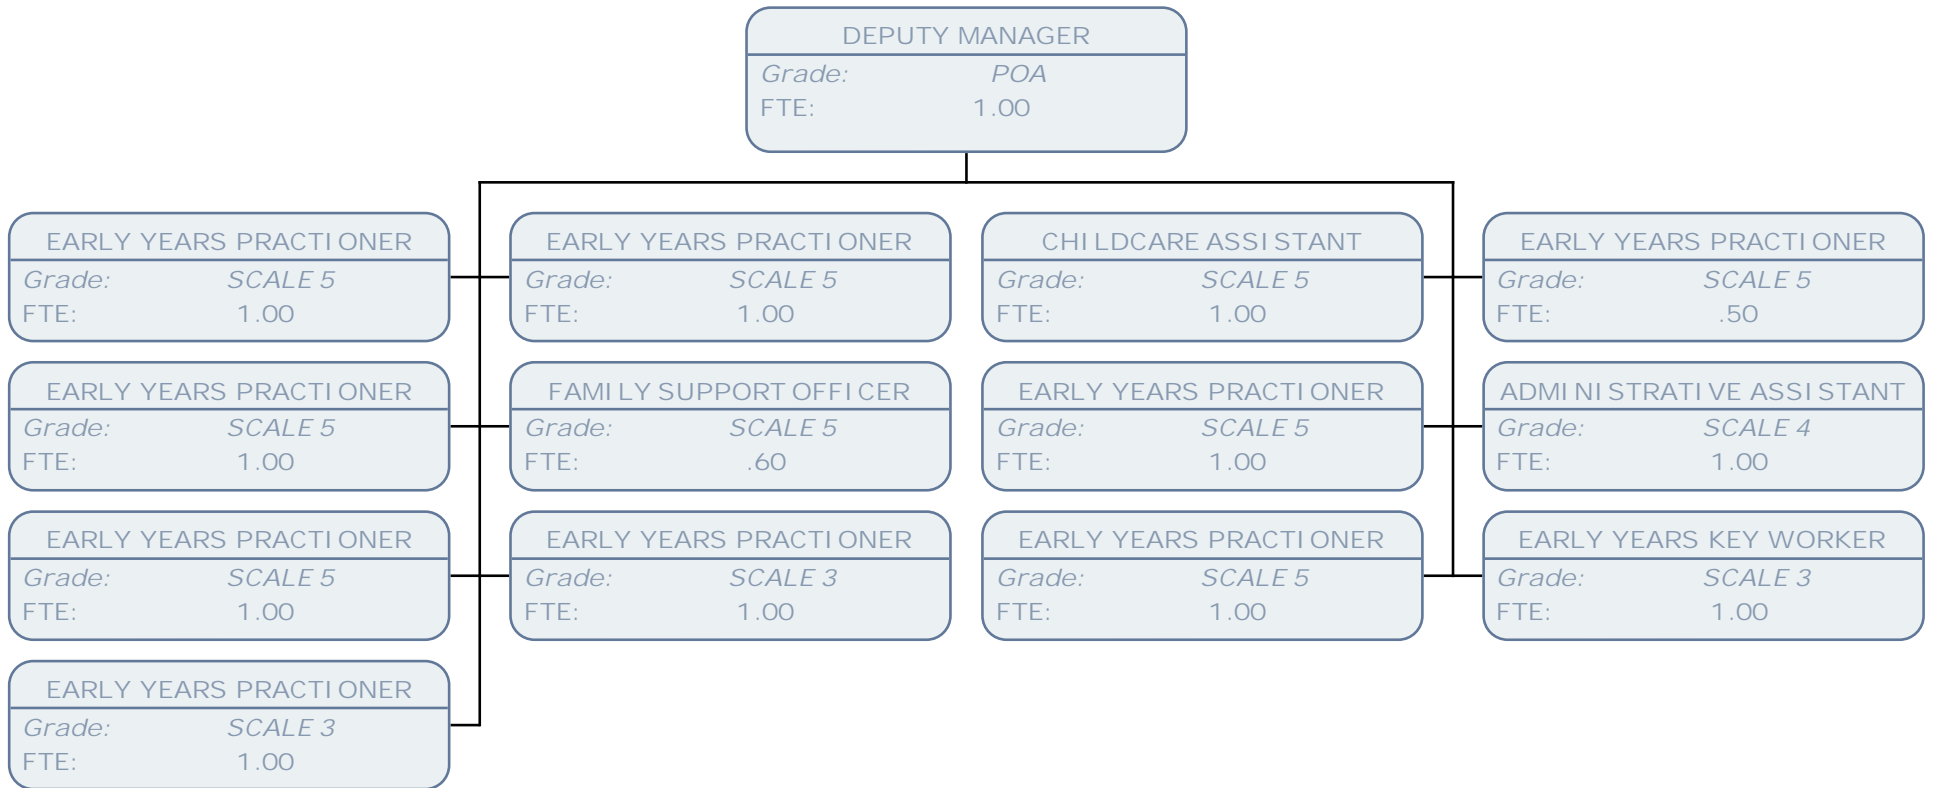 DEPUTY MANAGER
Grade: POA
FTE: 1.00
EARLY YEARS PRACTIONER
Grade: SCALE 5
FTE: 1.00
EARLY YEARS PRACTIONER
Grade: SCALE 5
FTE: 1.00
CHILDCARE ASSISTANT
Grade: SCALE 5
FTE: 1.00
EARLY YEARS PRACTIONER
Grade: SCALE 5
FTE: .50
EARLY YEARS PRACTIONER
Grade: SCALE 5
FTE: 1.00
FAMILY SUPPORT OFFICER
Grade: SCALE 5
FTE: .60
EARLY YEARS PRACTIONER
Grade: SCALE 5
FTE: 1.00
ADMINISTRATIVE ASSISTANT
Grade: SCALE 4
FTE: 1.00
EARLY YEARS PRACTIONER
Grade: SCALE 5
FTE: 1.00
EARLY YEARS PRACTIONER
Grade: SCALE 3
FTE: 1.00
EARLY YEARS PRACTIONER
Grade: SCALE 5
FTE: 1.00
EARLY YEARS KEY WORKER
Grade: SCALE 3
FTE: 1.00
EARLY YEARS PRACTIONER
Grade: SCALE 3
FTE: 1.00